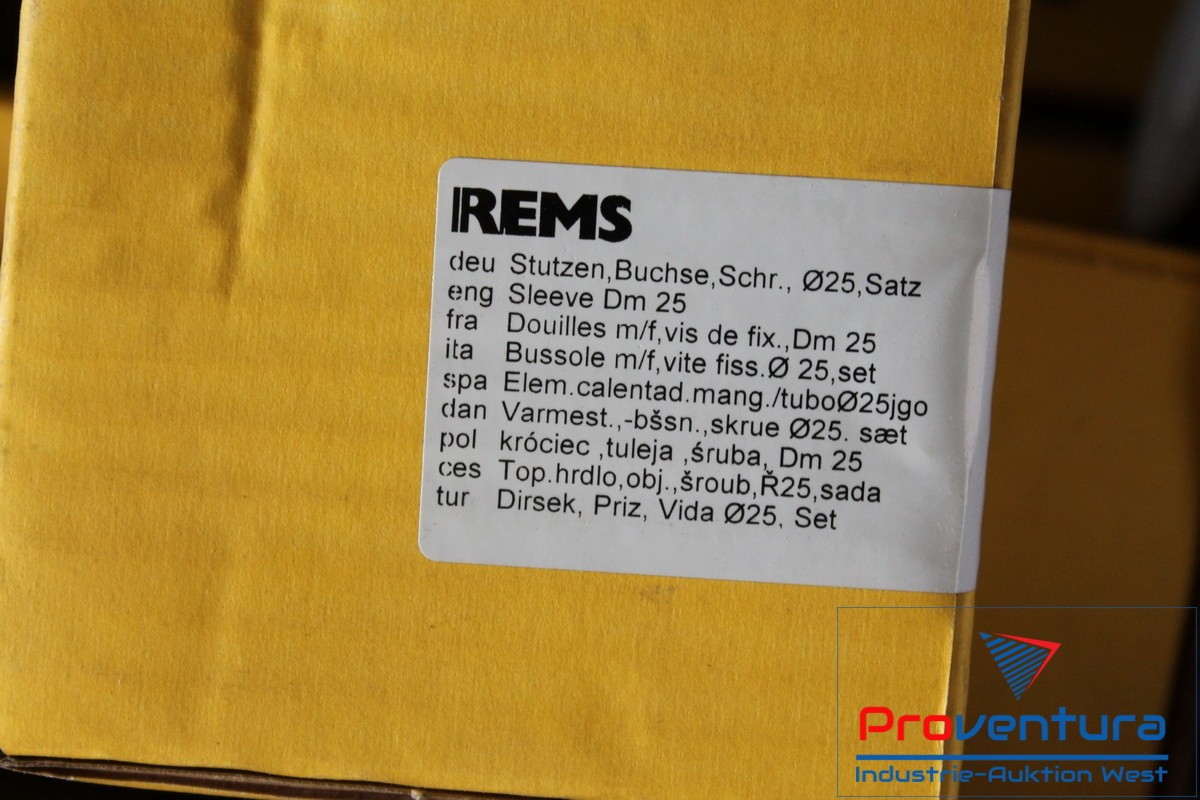 REMS
deu Stutzen,Buchse,Schr., Ø25,Satz
eng Sleeve Dm 25
fra Douilles m/f,vis de fix.,Dm 25
ita Bussole m/f,vite fiss.Ø 25,set
spa Elem.calentad.mang./tuboØ25jgo
dan Varmest.,-bšsn.,skrue Ø25. sæt
pol króciec ,tuleja ,śruba, Dm 25
ces Top.hrdlo,obj.,šroub,Ř25,sada
tur Dirsek, Priz, Vida Ø25, Set
Proventura
Industrie-Auktion West